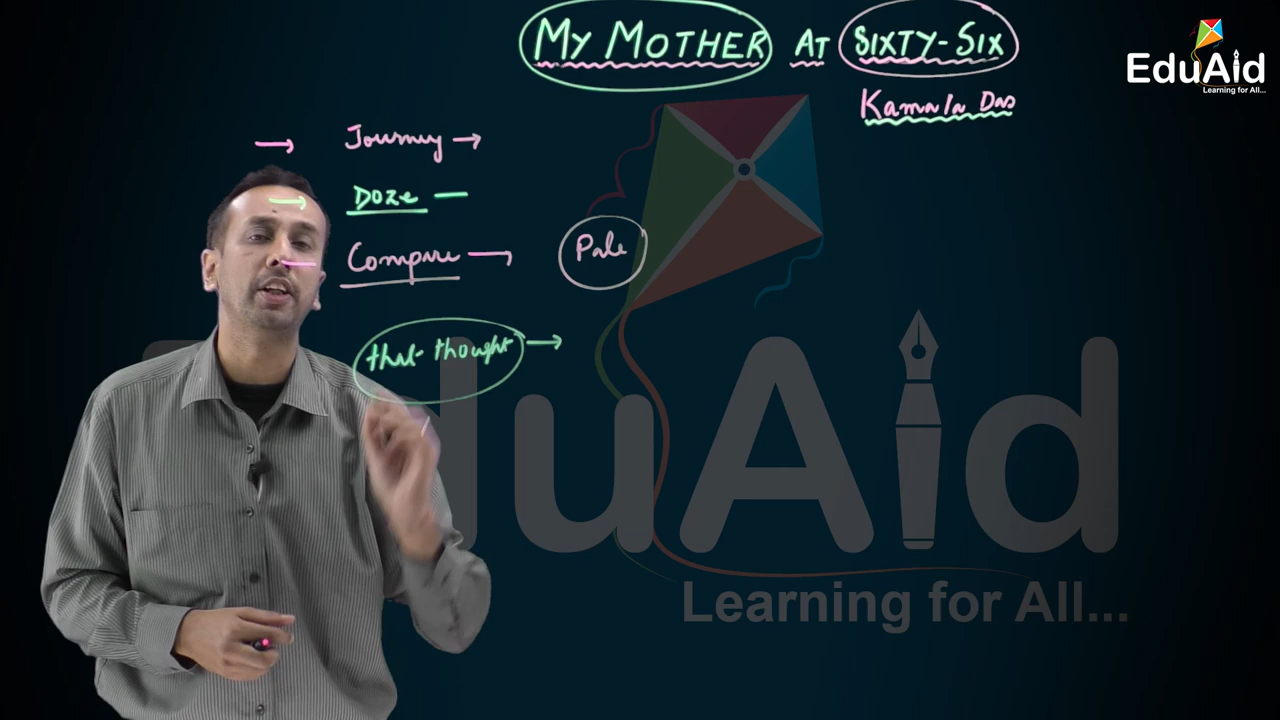 MY MOTHER AT SIXTY-SIX
Kamala Das
EduAid
Learning for All...
Journey
Doze
Compare
Pale
that thought
EduAid
Learning for All...